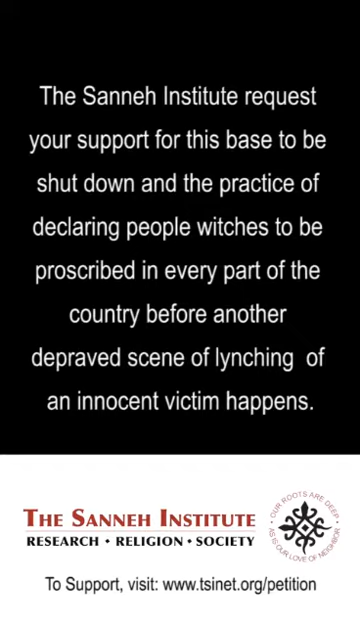 The Sanneh Institute request
your support for this base to be
shut down and the practice of
declaring people witches to be
proscribed in every part of the
country before another
depraved scene of lynching of
an innocent victim happens.
THE SANNEH INSTITUTE
RESEARCH • RELIGION • SOCIETY
• OUR ROOTS ARE DEEP •
AS IS OUR LOVE OF NEIGHBOR
To Support, visit: www.tsinet.org/petition